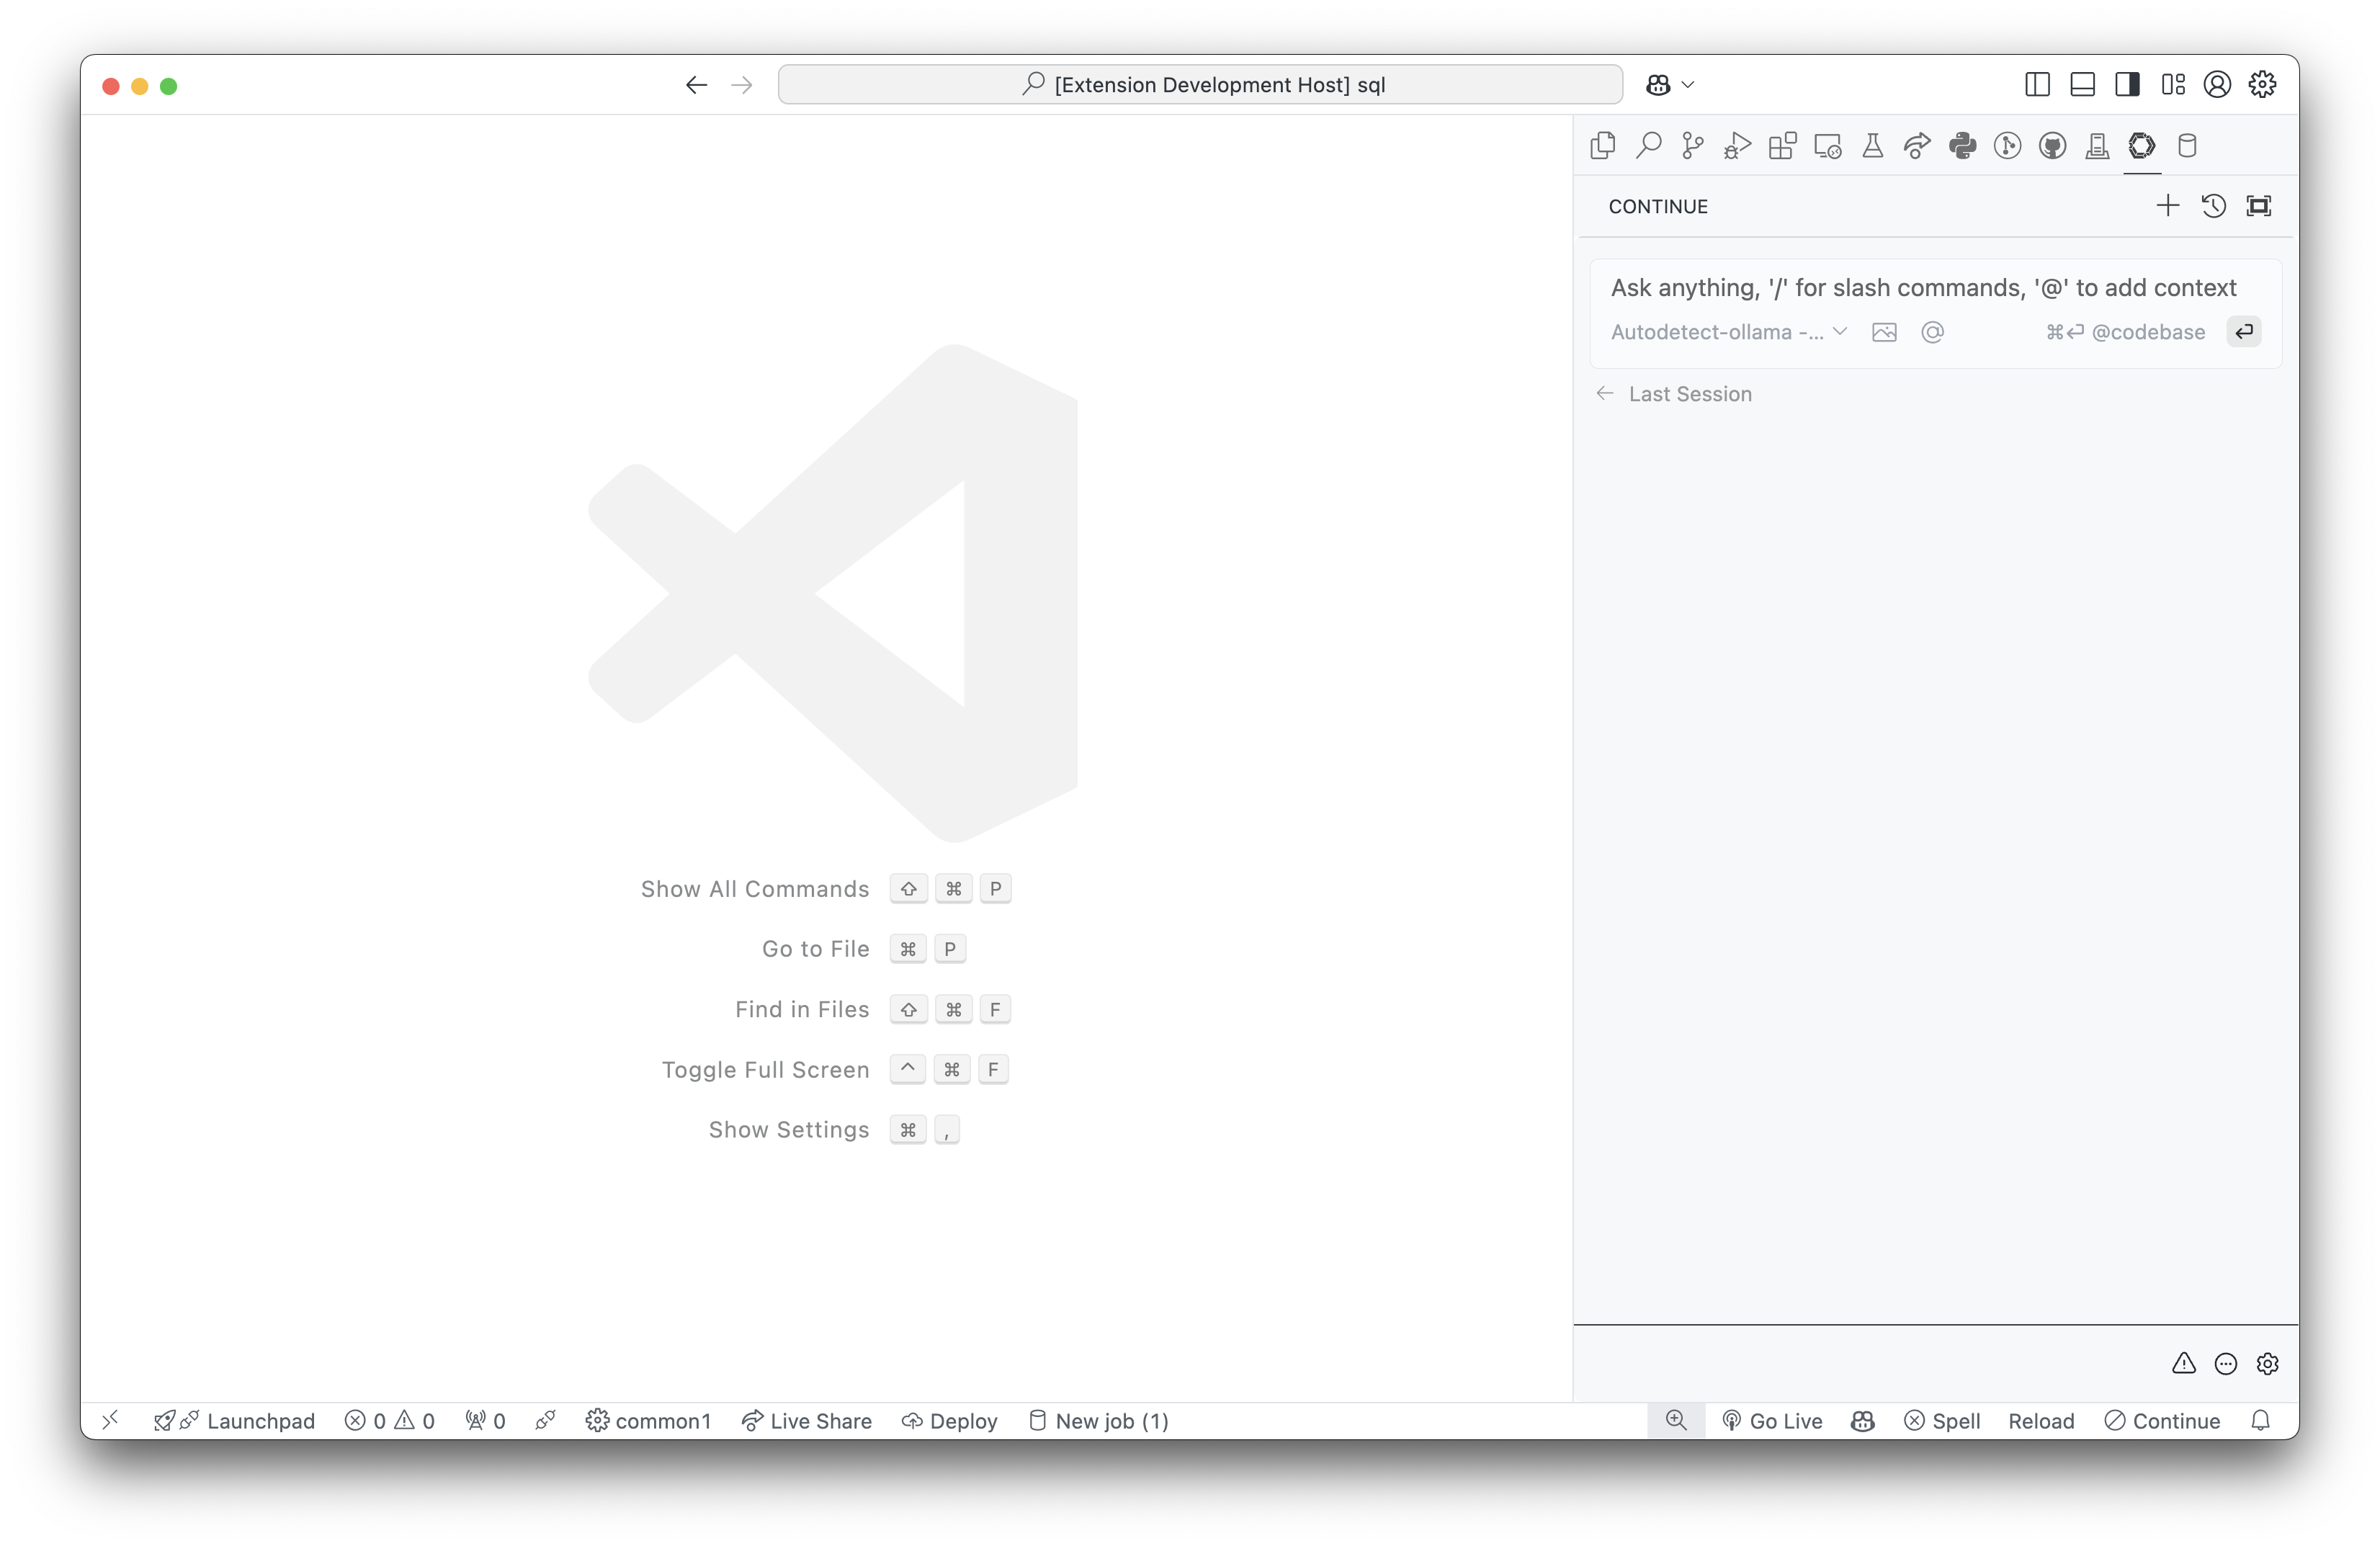 [Extension Development Host] sql
CONTINUE
Ask anything, '/' for slash commands, '@' to add context
Autodetect-ollama -... ⌘⏎ @codebase
Last Session
Show All Commands ⇧ ⌘ P
Go to File ⌘ P
Find in Files ⇧ ⌘ F
Toggle Full Screen ^ ⌘ F
Show Settings ⌘ ,
Launchpad 0 0 0 common1 Live Share Deploy New job (1) Go Live Spell Reload Continue